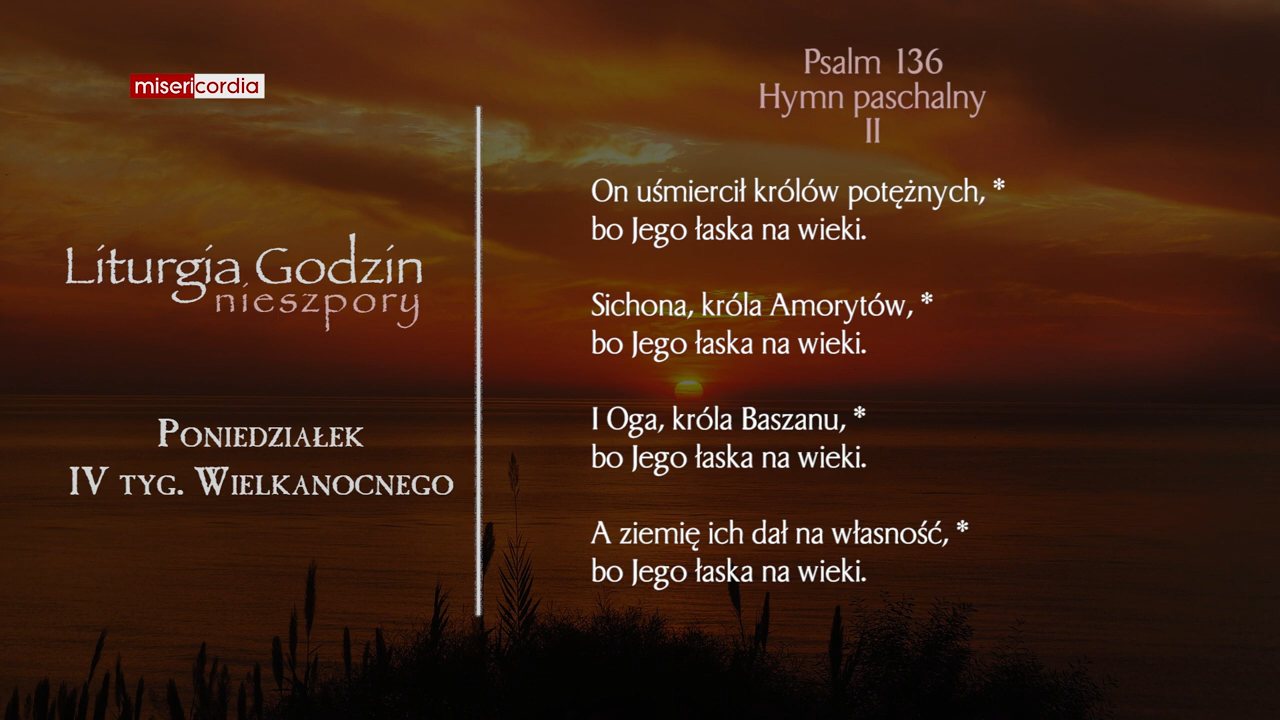 misericordia
Liturgia Godzin
nieszpory
Poniedziałek
IV tyg. Wielkanocnego
Psalm 136
Hymn paschalny
II
On uśmiercił królów potężnych, *
bo Jego łaska na wieki.
Sichona, króla Amorytów, *
bo Jego łaska na wieki.
I Oga, króla Baszanu, *
bo Jego łaska na wieki.
A ziemię ich dał na własność, *
bo Jego łaska na wieki.